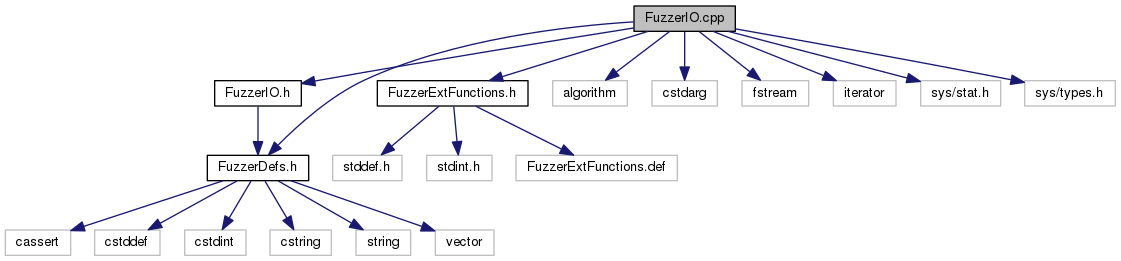 FuzzerIO.cpp
FuzzerIO.h
FuzzerExtFunctions.h
algorithm
cstdarg
fstream
iterator
sys/stat.h
sys/types.h
FuzzerDefs.h
stddef.h
stdint.h
FuzzerExtFunctions.def
cassert
cstddef
cstdint
cstring
string
vector